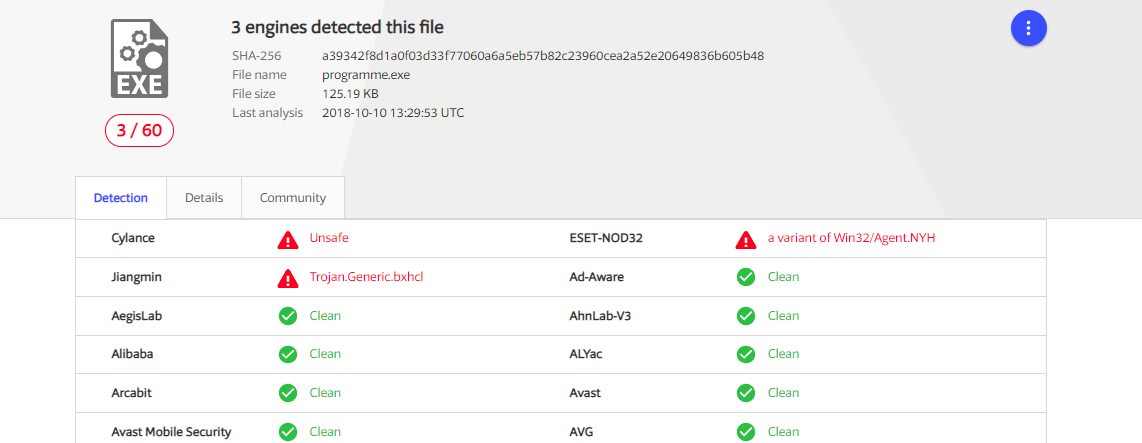 3 engines detected this file
SHA-256 a39342f8d1a0f03d33f77060a6a5eb57b82c23960cea2a52e20649836b605b48
File name programme.exe
File size 125.19 KB
Last analysis 2018-10-10 13:29:53 UTC
EXE
3 / 60
Detection Details Community
Cylance Unsafe ESET-NOD32 a variant of Win32/Agent.NYH
Jiangmin Trojan.Generic.bxhcl Ad-Aware Clean
AegisLab Clean AhnLab-V3 Clean
Alibaba Clean ALYac Clean
Arcabit Clean Avast Clean
Avast Mobile Security Clean AVG Clean